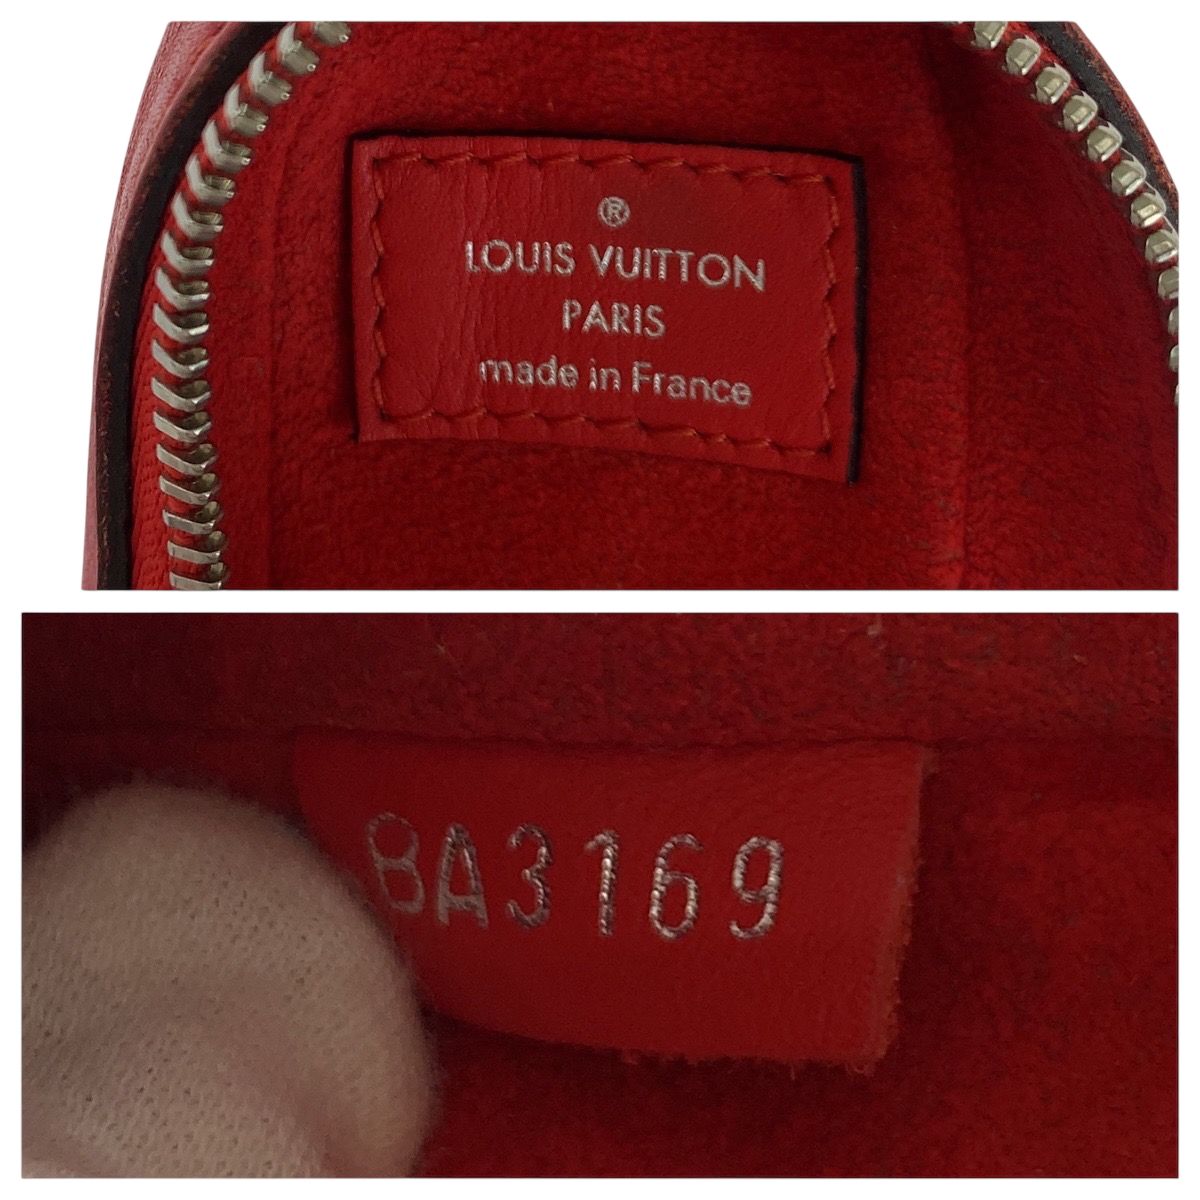 ®
LOUIS VUITTON
PARIS
made in France
BA3169